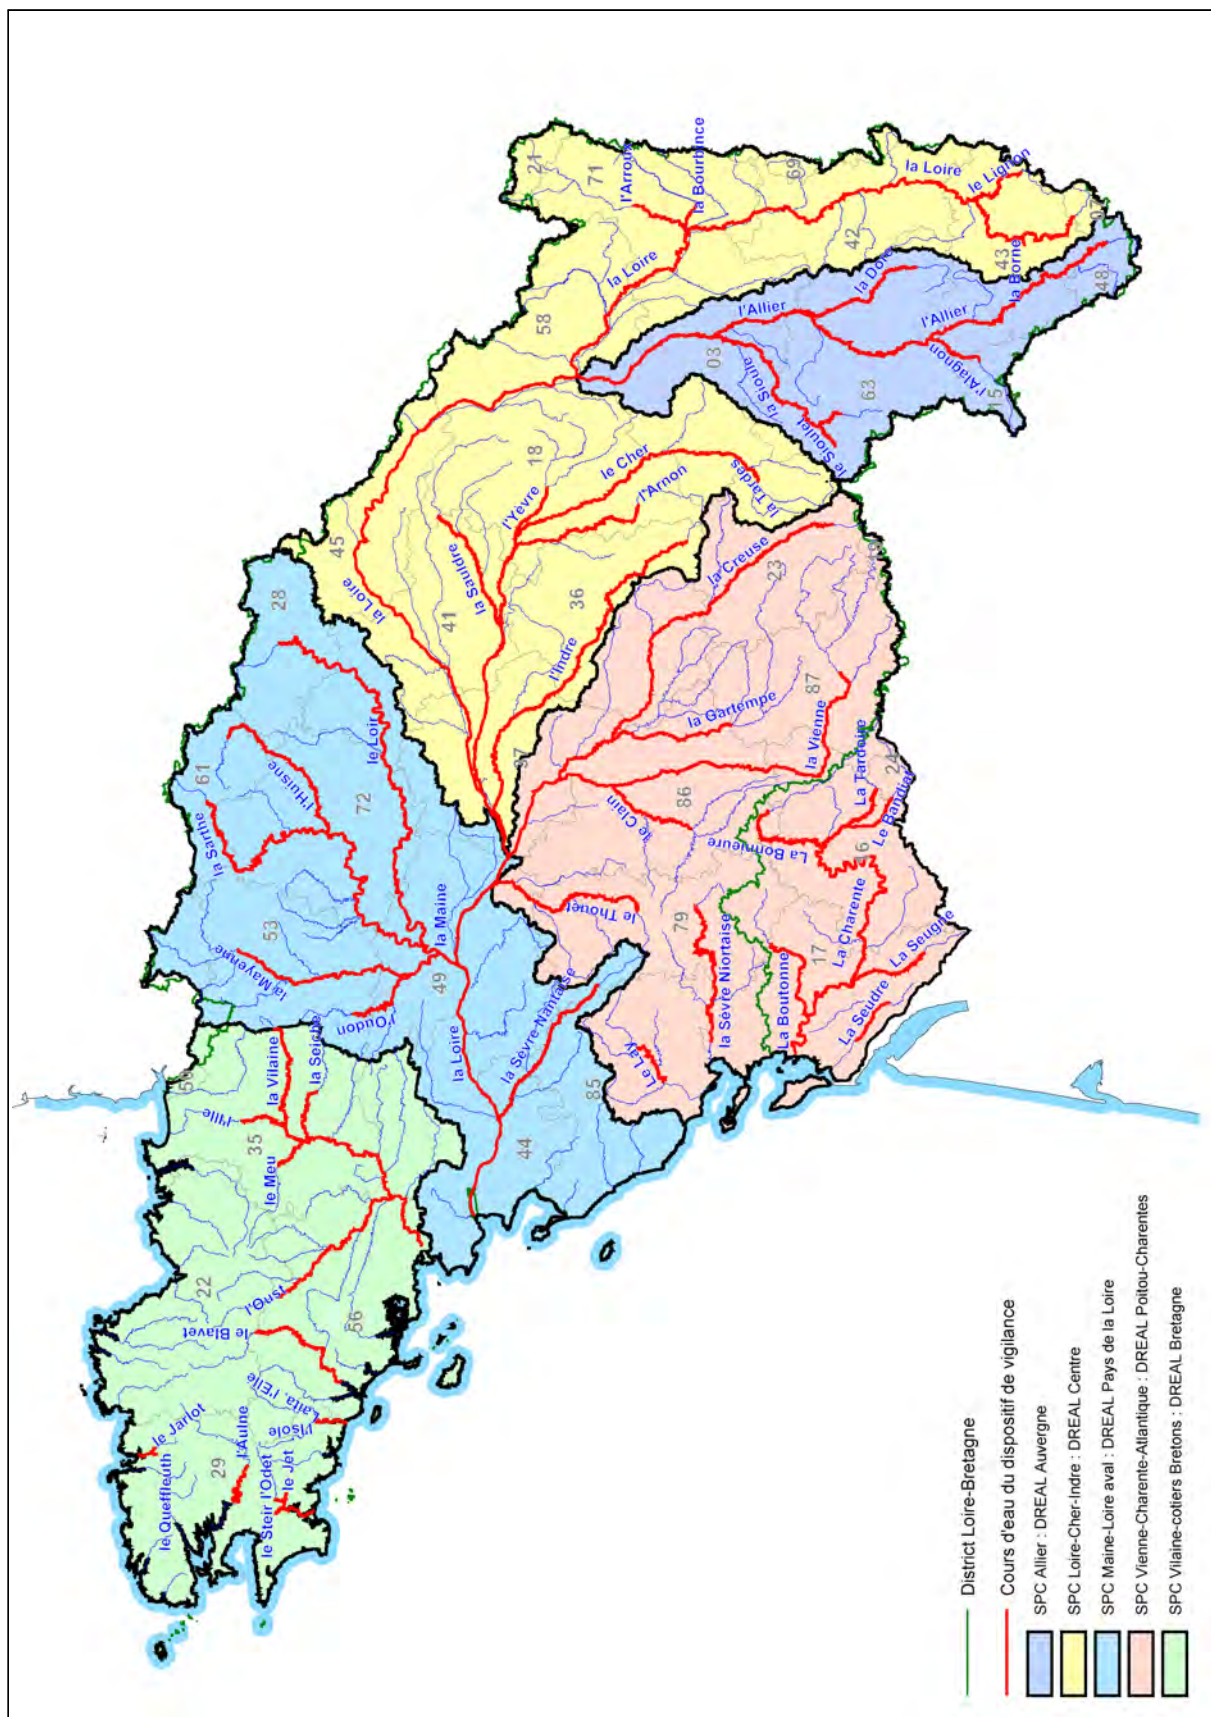 le Jarlot
le Queffleuth
29
l'Aulne
le Steir l'Odet
le Jet
l'Isole
Laïta, l'Ellé
le Blavet
22
l'Oust
56
le Meu
35
l'Ille
50
la Vilaine
la Seiche
l'Oudon
la Mayenne
53
la Sarthe
61
l'Huisne
72
le Loir
28
la Maine
49
la Loire
44
la Sèvre-Nantaise
85
Le Lay
la Sèvre Niortaise
79
le Thouet
La Boutonne
17
La Charente
La Seudre
La Seugne
16
La Bonnieure
Le Bandiat
La Tardoire
24
86
le Clain
la Vienne
87
la Gartempe
la Creuse
23
19
37
l'Indre
36
41
la Loire
45
la Sauldre
l'Yèvre
18
le Cher
l'Arnon
la Tardes
58
la Loire
21
71
l'Arroux
la Bourbince
69
42
la Loire
le Lignon
43
la Borne
07
48
03
l'Allier
la Dore
la Sioule
le Sioulet
63
l'Allier
l'Alagnon
15
District Loire-Bretagne
Cours d'eau du dispositif de vigilance
SPC Allier : DREAL Auvergne
SPC Loire-Cher-Indre : DREAL Centre
SPC Maine-Loire aval : DREAL Pays de la Loire
SPC Vienne-Charente-Atlantique : DREAL Poitou-Charentes
SPC Vilaine-cotiers Bretons : DREAL Bretagne